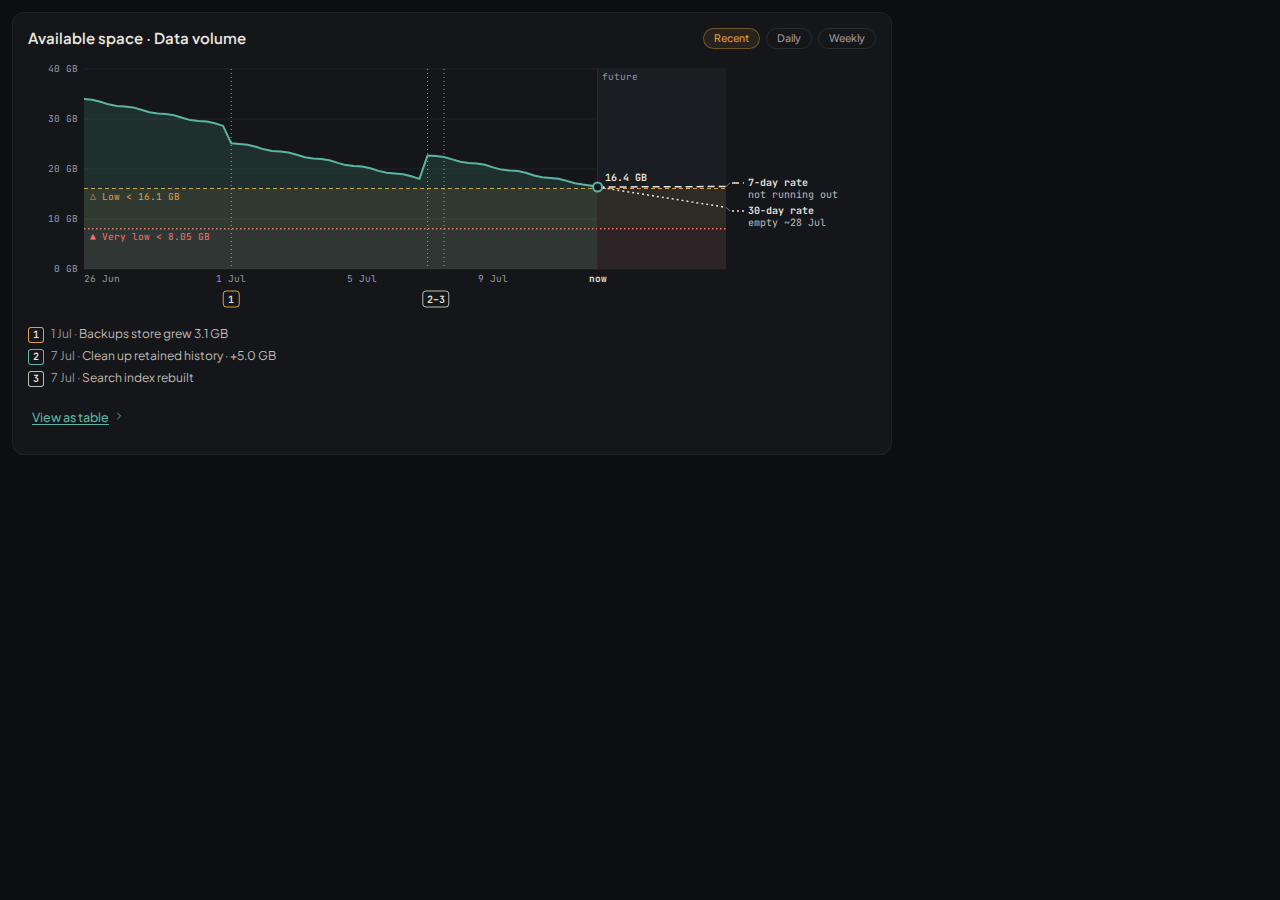 Available space · Data volume
Recent Daily Weekly
40 GB
future
30 GB
20 GB
16.4 GB
7-day rate
not running out
△ Low < 16.1 GB
30-day rate
10 GB
empty ~28 Jul
▲ Very low < 8.05 GB
0 GB
26 Jun 1 Jul 5 Jul 9 Jul now
1 2–3
1 1 Jul · Backups store grew 3.1 GB
2 7 Jul · Clean up retained history · +5.0 GB
3 7 Jul · Search index rebuilt
View as table ›